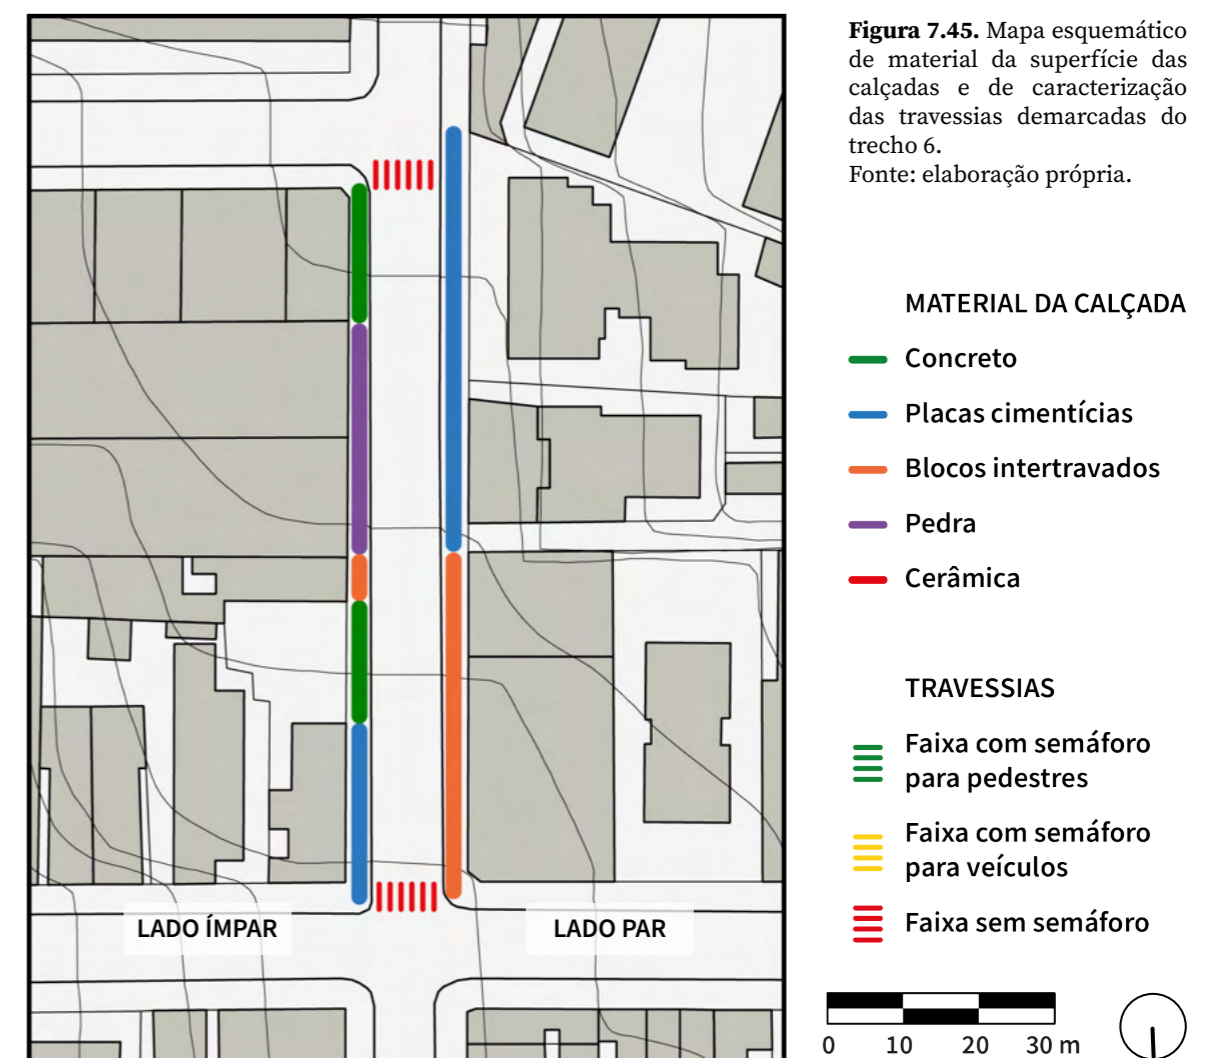 Figura 7.45. Mapa esquemático
de material da superfície das
calçadas e de caracterização
das travessias demarcadas do
trecho 6.
Fonte: elaboração própria.
MATERIAL DA CALÇADA
Concreto
Placas cimentícias
Blocos intertravados
Pedra
Cerâmica
TRAVESSIAS
Faixa com semáforo
para pedestres
Faixa com semáforo
para veículos
Faixa sem semáforo
LADO ÍMPAR
LADO PAR
0 10 20 30 m